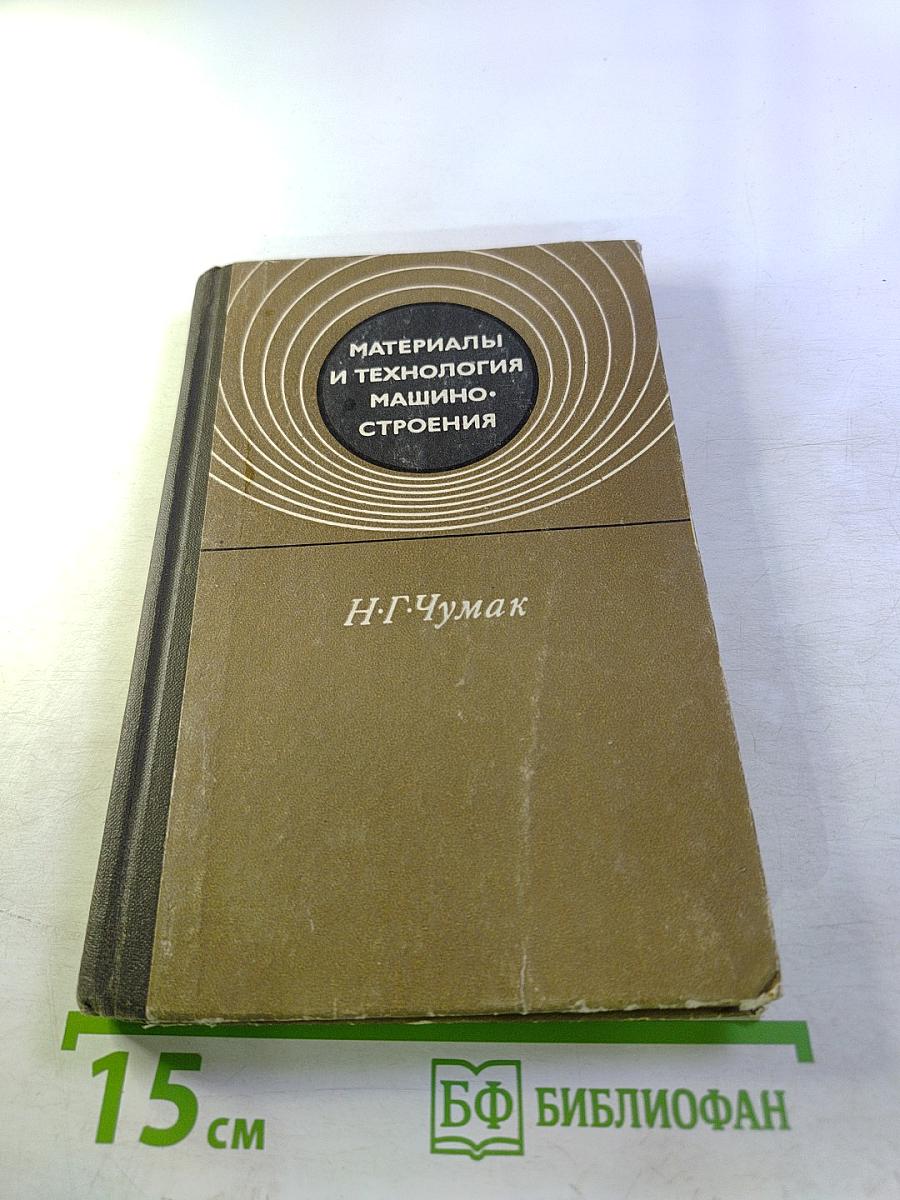 МАТЕРИАЛЫ
И ТЕХНОЛОГИЯ
МАШИНО-
СТРОЕНИЯ
Н·Г·Чумак
15 см
БФ БИБЛИОФАН